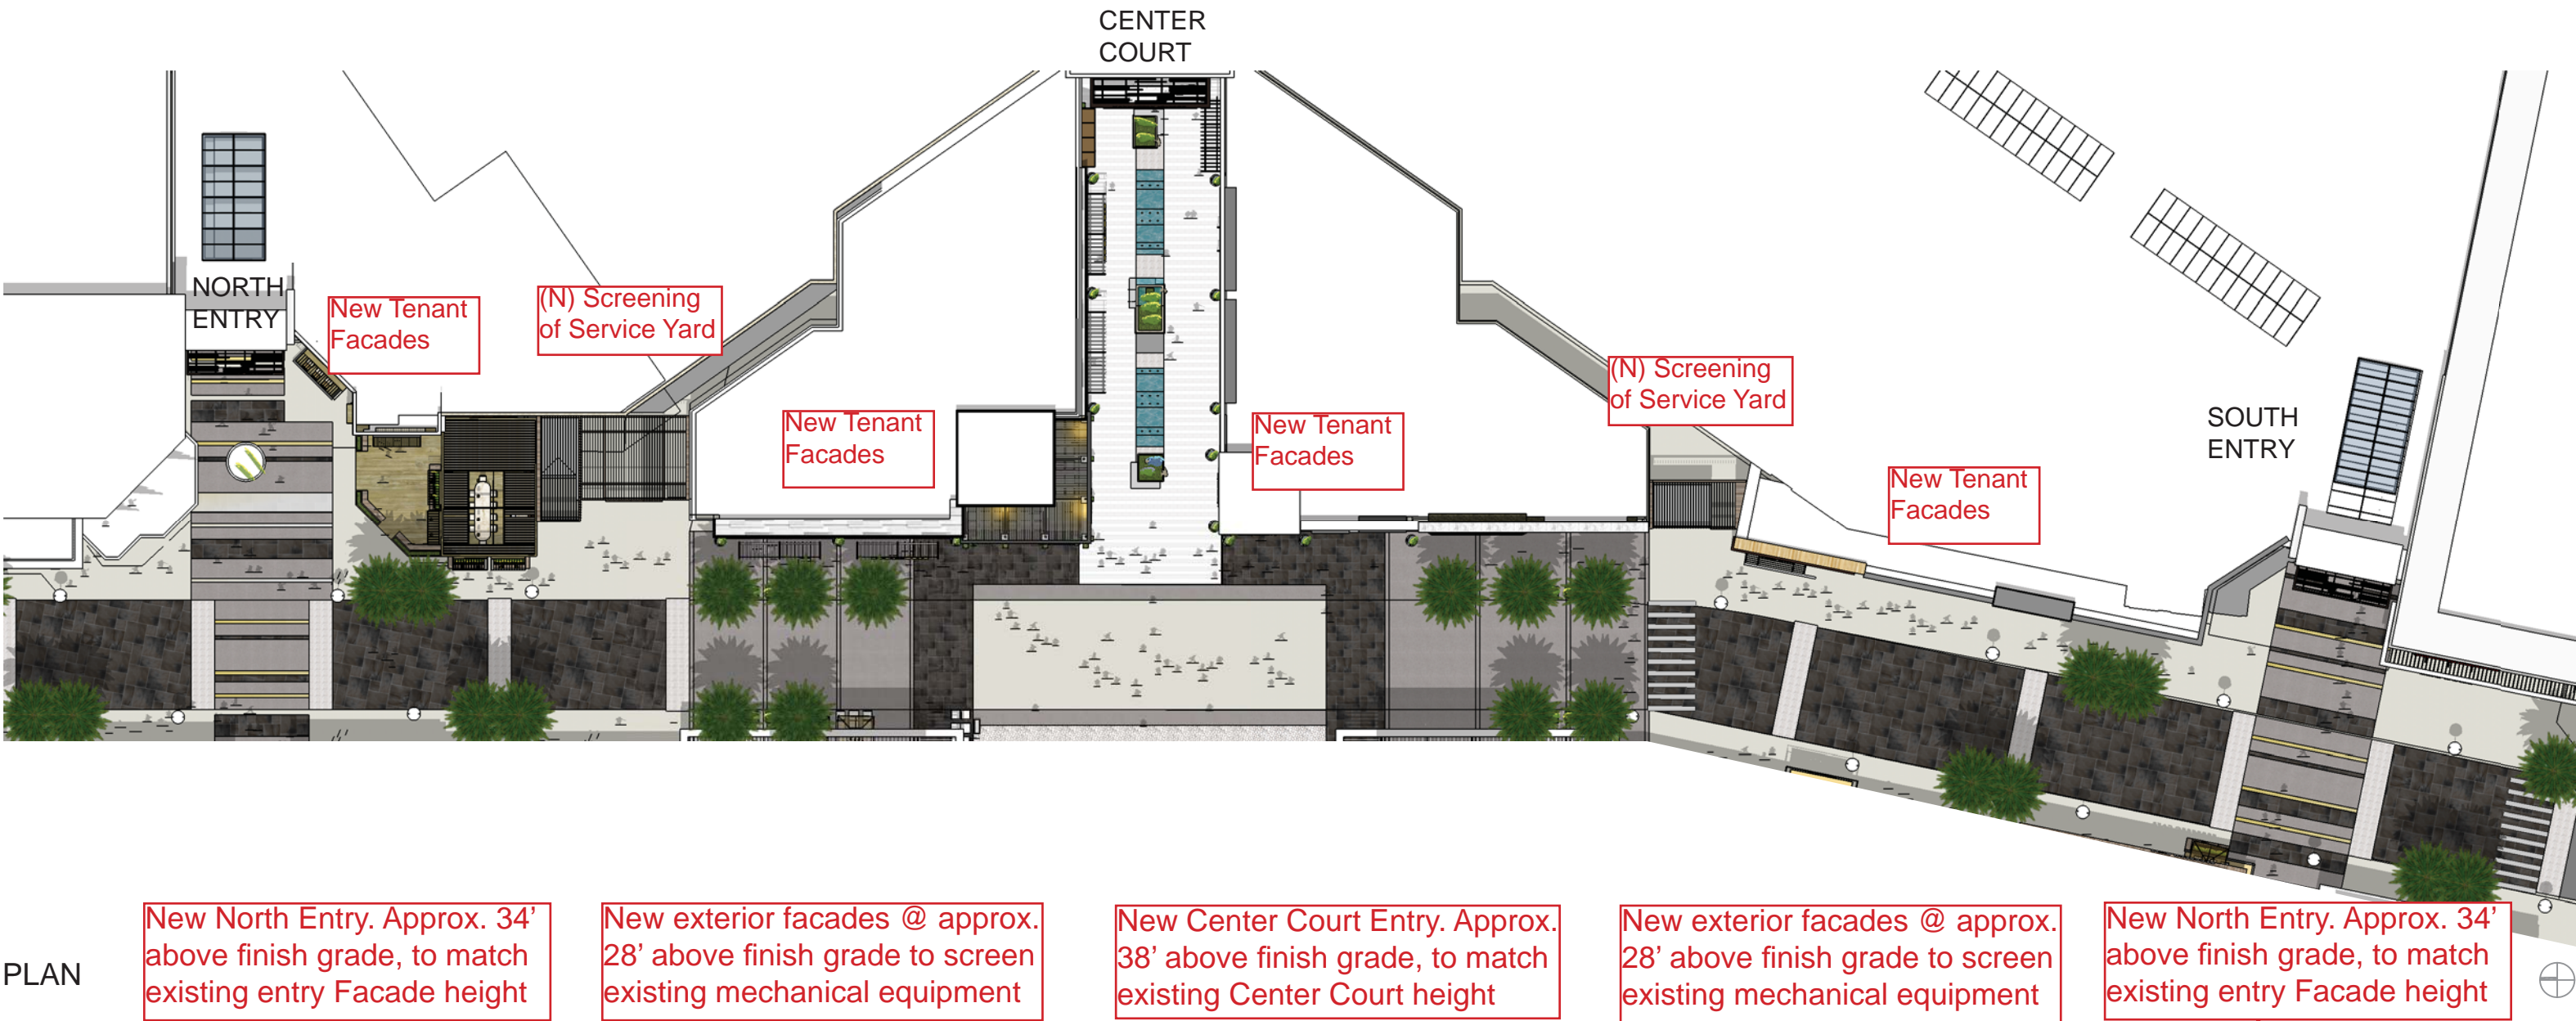 CENTER
COURT
NORTH
ENTRY
New Tenant
Facades
(N) Screening
of Service Yard
New Tenant
Facades
New Tenant
Facades
(N) Screening
of Service Yard
SOUTH
ENTRY
New Tenant
Facades
PLAN
New North Entry. Approx. 34’
above finish grade, to match
existing entry Facade height
New exterior facades @ approx.
28’ above finish grade to screen
existing mechanical equipment
New Center Court Entry. Approx.
38’ above finish grade, to match
existing Center Court height
New exterior facades @ approx.
28’ above finish grade to screen
existing mechanical equipment
New North Entry. Approx. 34’
above finish grade, to match
existing entry Facade height